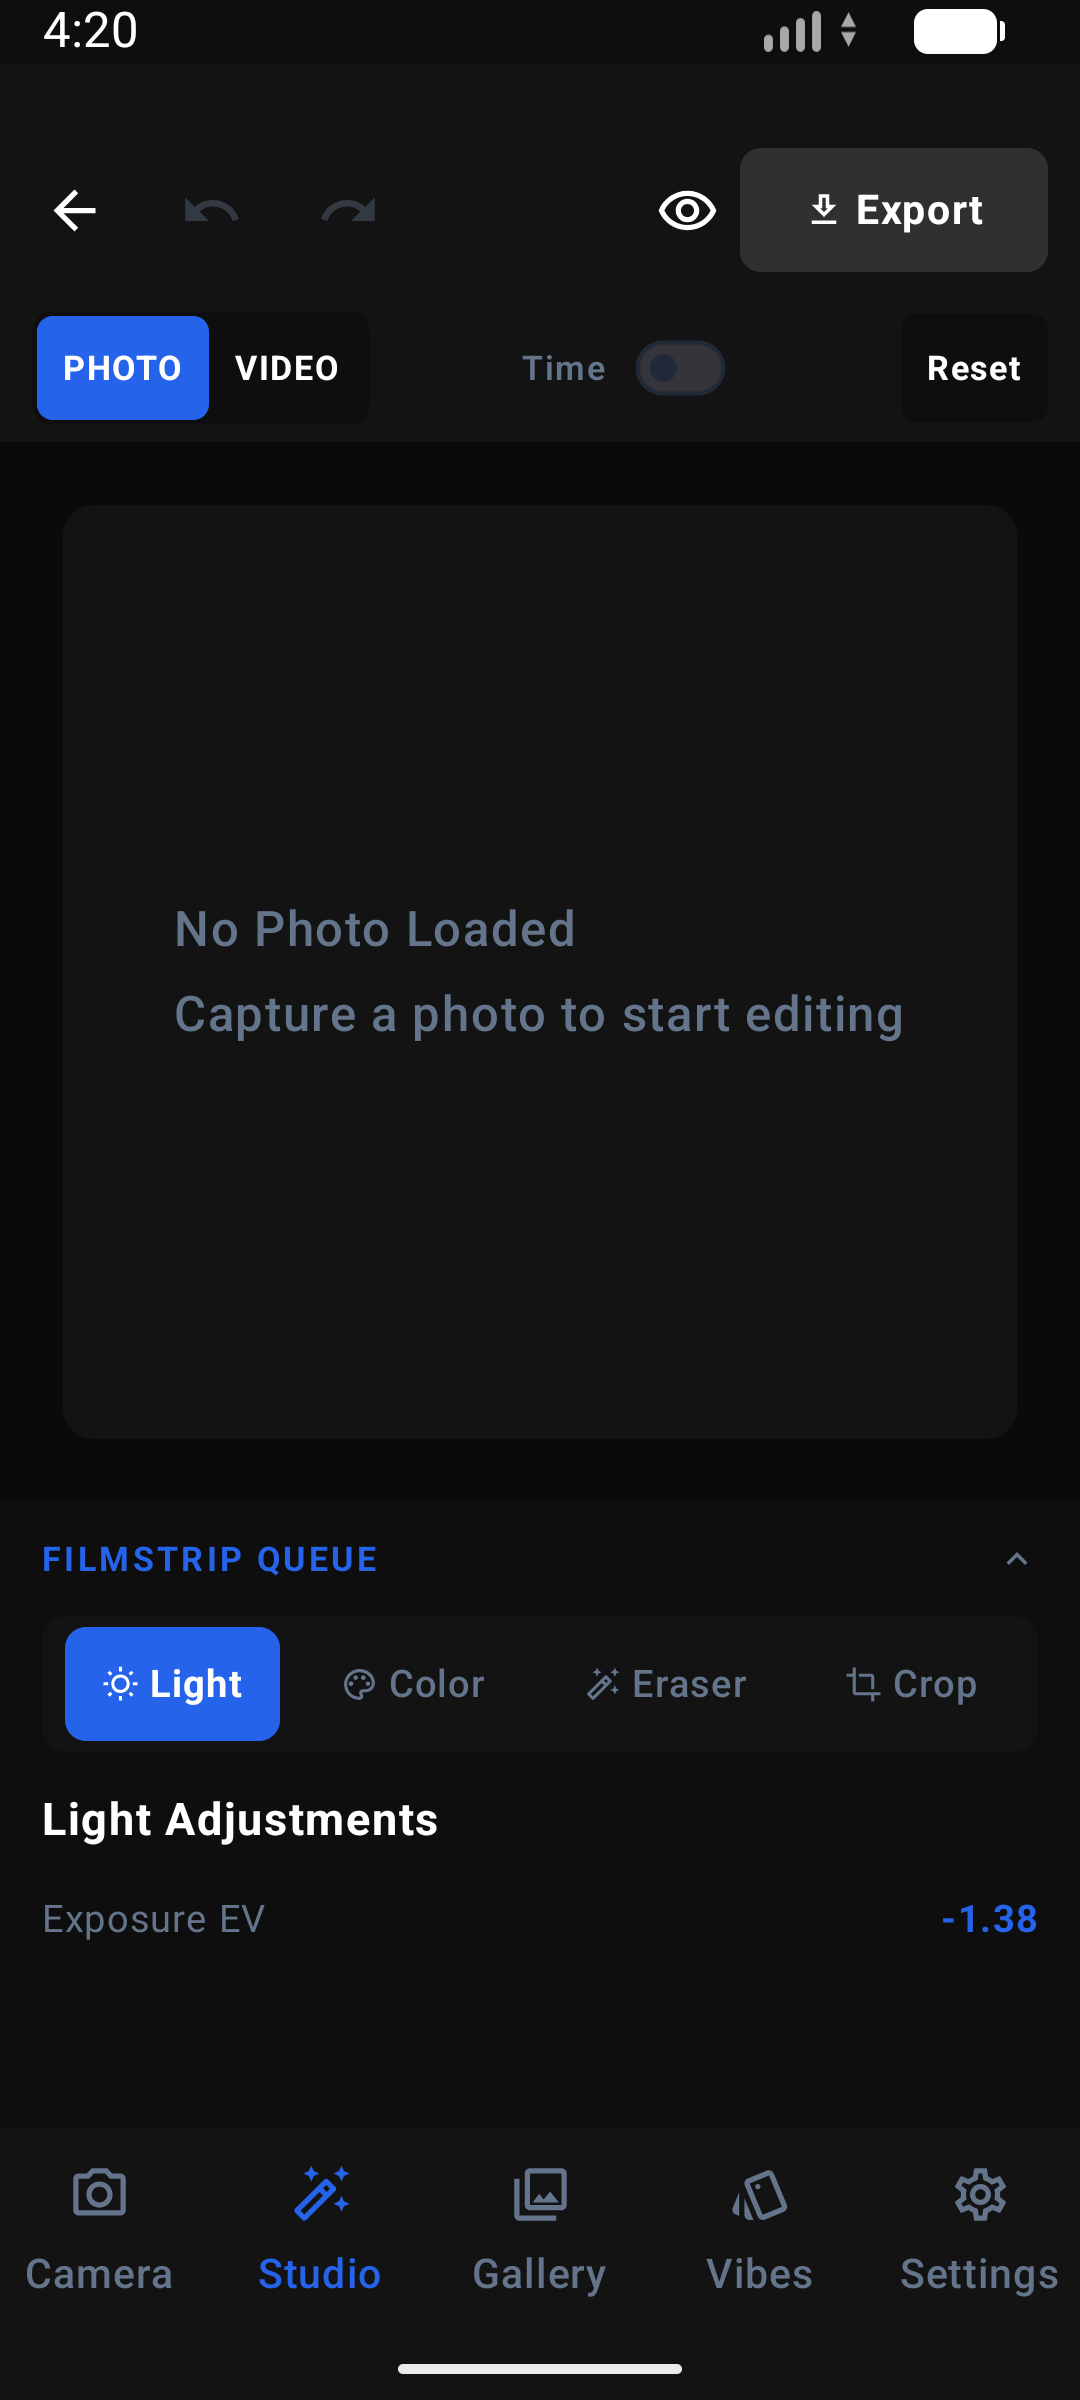 4:20
Export
PHOTO VIDEO Time Reset
No Photo Loaded
Capture a photo to start editing
FILMSTRIP QUEUE
Light Color Eraser Crop
Light Adjustments
Exposure EV -1.38
Camera Studio Gallery Vibes Settings